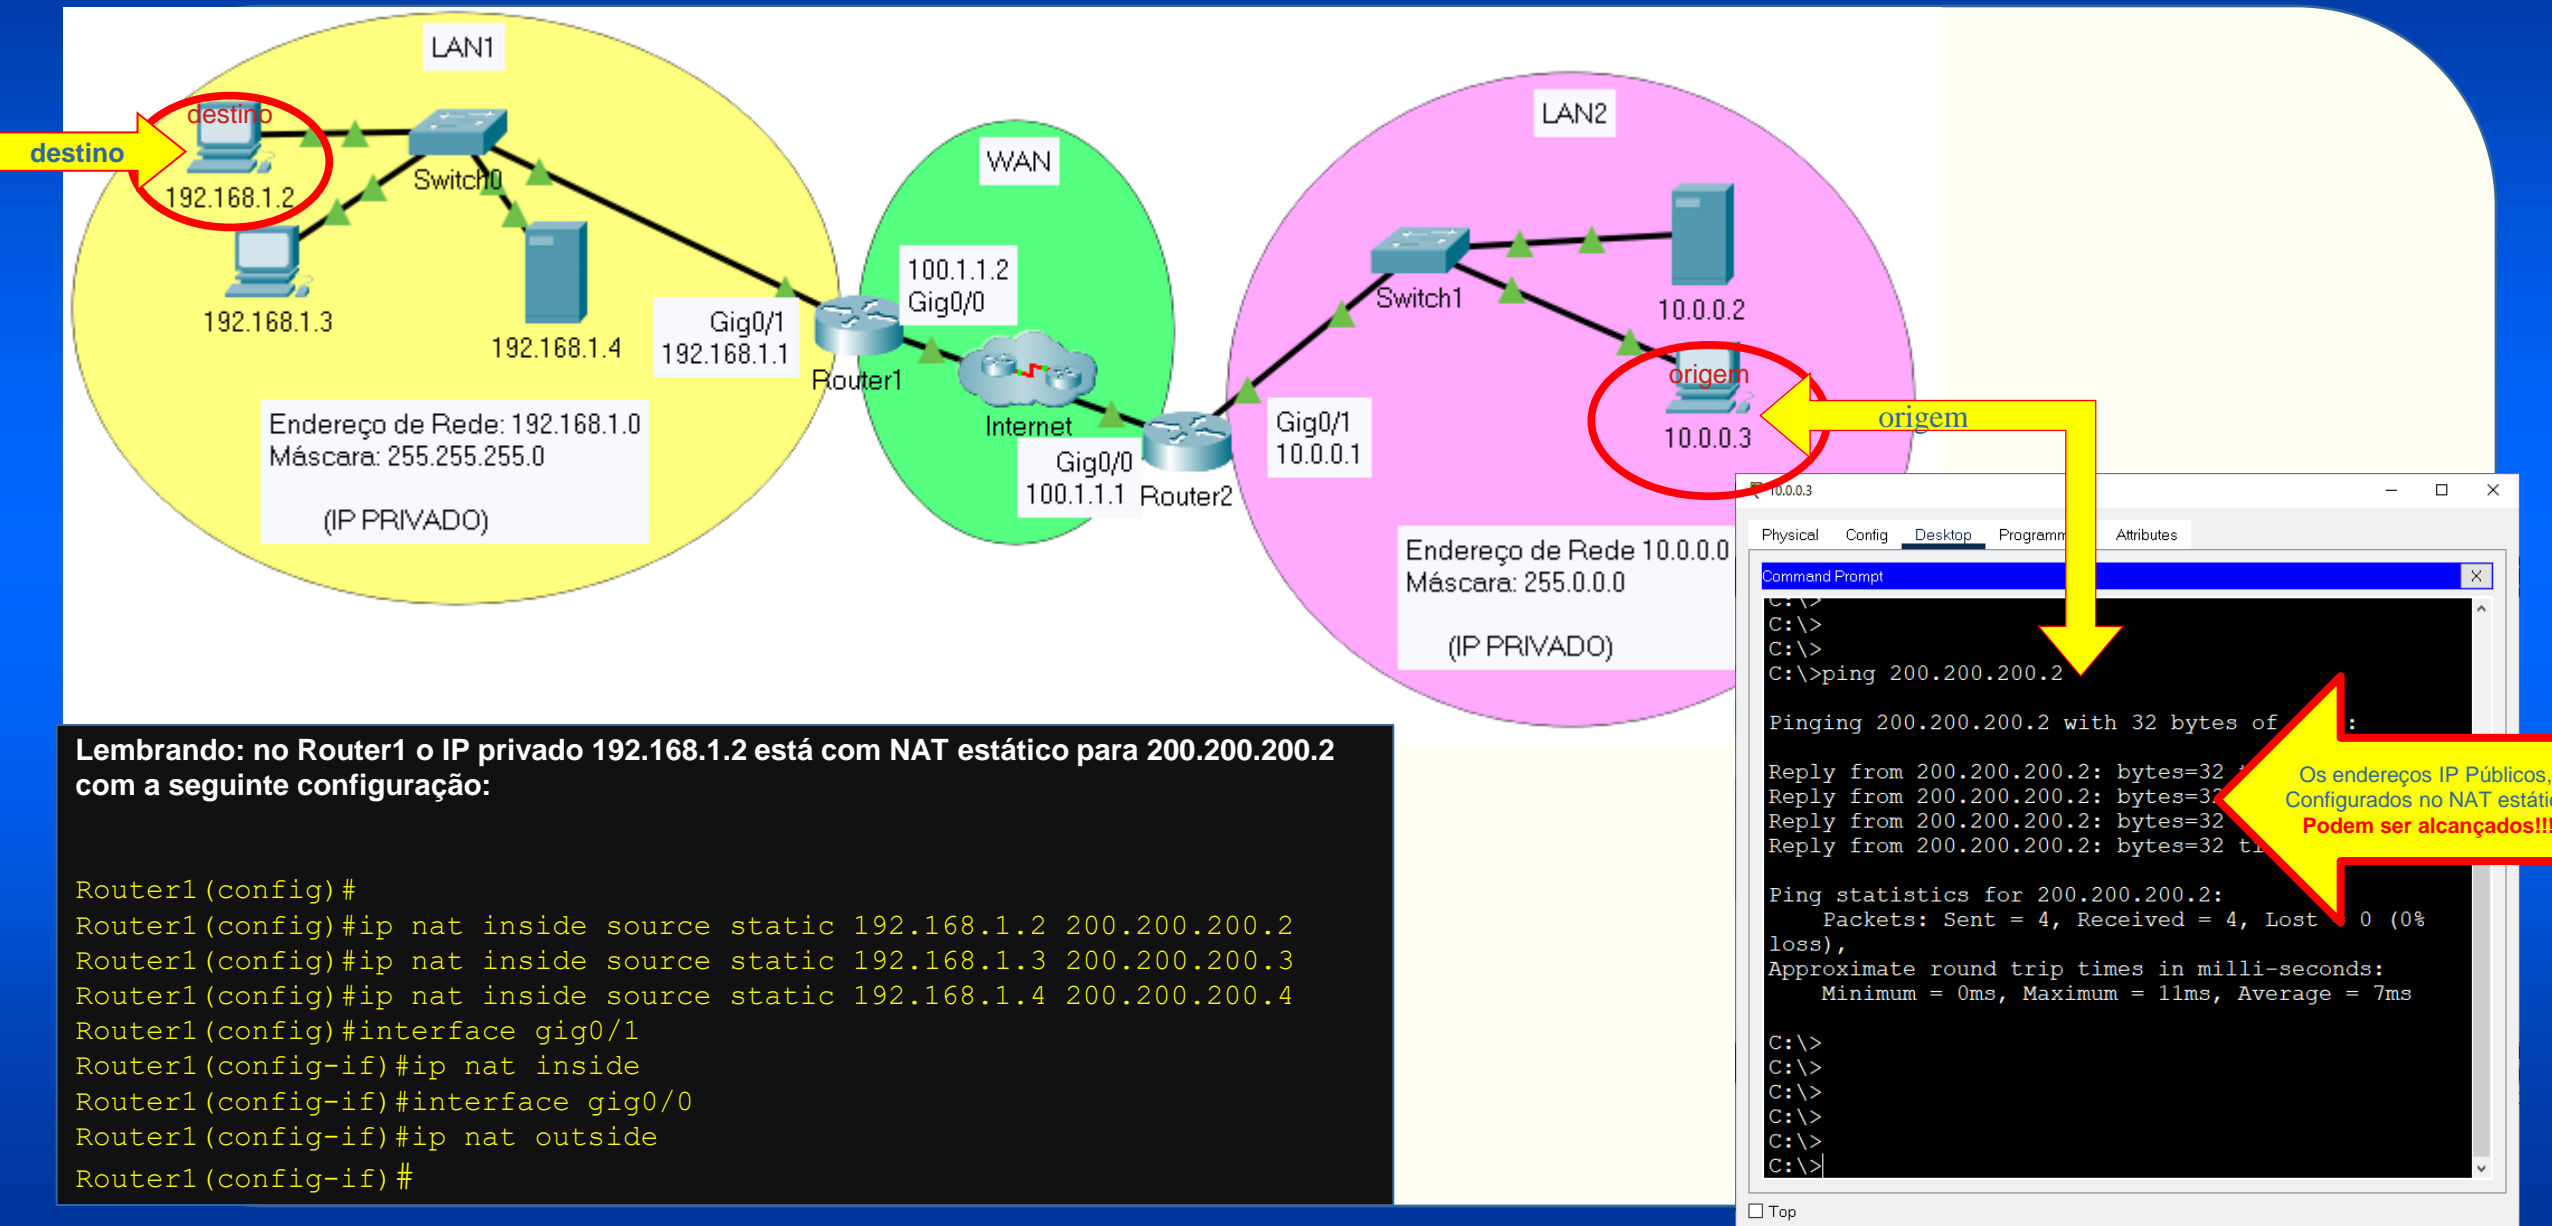 LAN1
destino
destino
192.168.1.2
Switch0
192.168.1.3
192.168.1.4
Gig0/1
192.168.1.1
Router1
Endereço de Rede: 192.168.1.0
Máscara: 255.255.255.0
(IP PRIVADO)
WAN
100.1.1.2
Gig0/0
Internet
Gig0/0
100.1.1.1
Router2
LAN2
Switch1
10.0.0.2
origem
origem
10.0.0.3
Gig0/1
10.0.0.1
Endereço de Rede 10.0.0.0
Máscara: 255.0.0.0
(IP PRIVADO)
Lembrando: no Router1 o IP privado 192.168.1.2 está com NAT estático para 200.200.200.2
com a seguinte configuração:
Router1(config)#
Router1(config)#ip nat inside source static 192.168.1.2 200.200.200.2
Router1(config)#ip nat inside source static 192.168.1.3 200.200.200.3
Router1(config)#ip nat inside source static 192.168.1.4 200.200.200.4
Router1(config)#interface gig0/1
Router1(config-if)#ip nat inside
Router1(config-if)#interface gig0/0
Router1(config-if)#ip nat outside
Router1(config-if)#
10.0.0.3
Physical Config Desktop Attributes
Command Prompt
X
C:\>
C:\>
C:\>
C:\>ping 200.200.200.2
Pinging 200.200.200.2 with 32 bytes of :
Reply from 200.200.200.2: bytes=32
Reply from 200.200.200.2: bytes=32
Reply from 200.200.200.2: bytes=32
Reply from 200.200.200.2: bytes=32
Ping statistics for 200.200.200.2:
Packets: Sent = 4, Received = 4, Lost = 0 (0%
loss),
Approximate round trip times in milli-seconds:
Minimum = 0ms, Maximum = 11ms, Average = 7ms
C:\>
C:\>
C:\>
C:\>
C:\>
C:\>
Top
Os endereços IP Públicos,
Configurados no NAT
Podem ser alcançados!!!